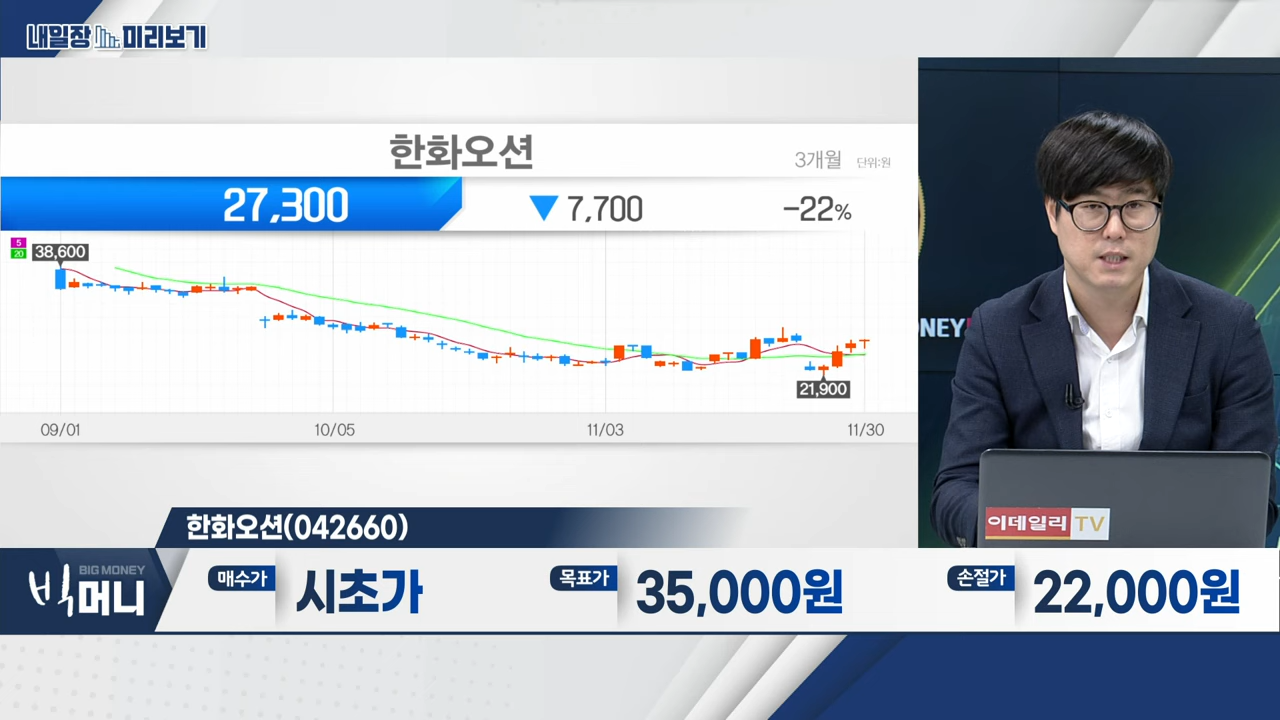 내일장 미리보기
한화오션
3개월 단위:원
27,300 ▼ 7,700 -22%
5
20
38,600
21,900
09/01 10/05 11/03 11/30
ONEY
이데일리 TV
한화오션(042660)
BIG MONEY
빅머니
매수가 시초가 목표가 35,000원 손절가 22,000원